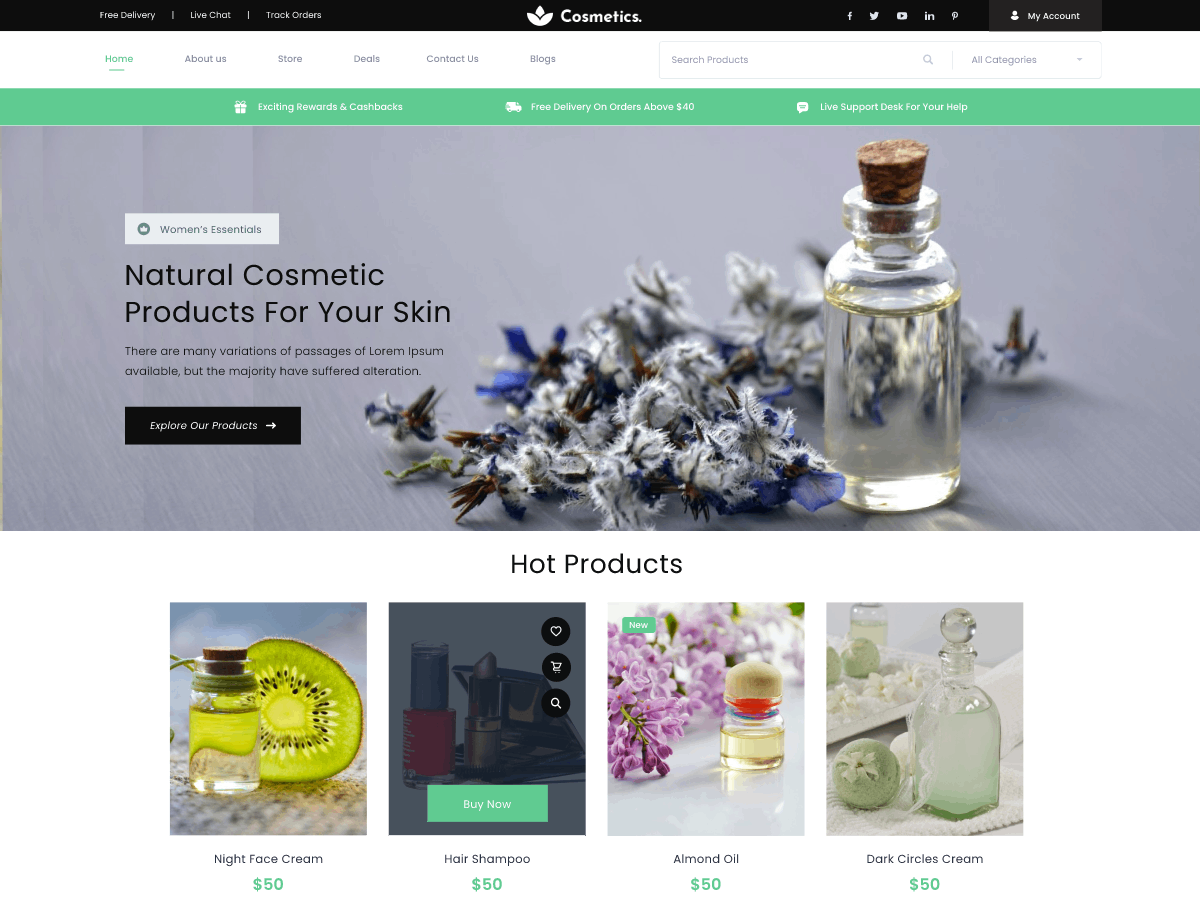 Free Delivery | Live Chat | Track Orders
Cosmetics.
My Account
Home About us Store Deals Contact Us Blogs
Search Products
All Categories
Exciting Rewards & Cashbacks
Free Delivery On Orders Above $40
Live Support Desk For Your Help
Women's Essentials
Natural Cosmetic
Products For Your Skin
There are many variations of passages of Lorem Ipsum
available, but the majority have suffered alteration.
Explore Our Products
Hot Products
New
Buy Now
Night Face Cream
$50
Hair Shampoo
$50
Almond Oil
$50
Dark Circles Cream
$50